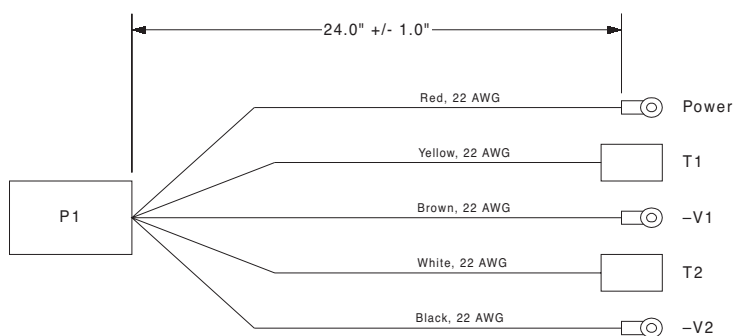 24.0" +/- 1.0"
Red, 22 AWG
Power
Yellow, 22 AWG
T1
P1
Brown, 22 AWG
–V1
White, 22 AWG
T2
Black, 22 AWG
–V2